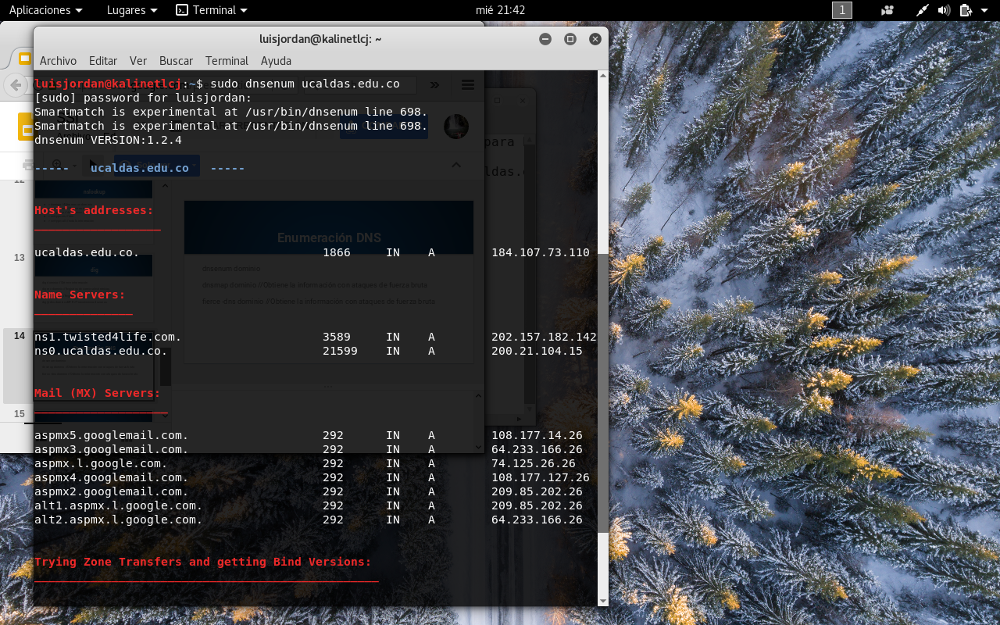 Aplicaciones Lugares Terminal mié 21:42 1
luisjordan@kalinetlcj: ~
Archivo Editar Ver Buscar Terminal Ayuda
luisjordan@kalinetlcj:~$ sudo dnsenum ucaldas.edu.co
[sudo] password for luisjordan:
Smartmatch is experimental at /usr/bin/dnsenum line 698.
Smartmatch is experimental at /usr/bin/dnsenum line 698.
dnsenum VERSION:1.2.4
para
----- ucaldas.edu.co -----
12
nslookup
Host's addresses:
Enumeración DNS
ucaldas.edu.co. 1866 IN A 184.107.73.110
13
dig
dnsenum dominio
dnsmap dominio //Obtiene la información con ataques de fuerza bruta
Name Servers:
fierce -dns dominio //Obtiene la informacion con ataques de fuerza bruta
14
ns1.twisted4life.com. 3589 IN A 202.157.182.142
ns0.ucaldas.edu.co. 21599 IN A 200.21.104.15
Mail (MX) Servers:
15
aspmx5.googlemail.com. 292 IN A 108.177.14.26
aspmx3.googlemail.com. 292 IN A 64.233.166.26
aspmx.l.google.com. 292 IN A 74.125.26.26
aspmx4.googlemail.com. 292 IN A 108.177.127.26
aspmx2.googlemail.com. 292 IN A 209.85.202.26
alt1.aspmx.l.google.com. 292 IN A 209.85.202.26
alt2.aspmx.l.google.com. 292 IN A 64.233.166.26
Trying Zone Transfers and getting Bind Versions: